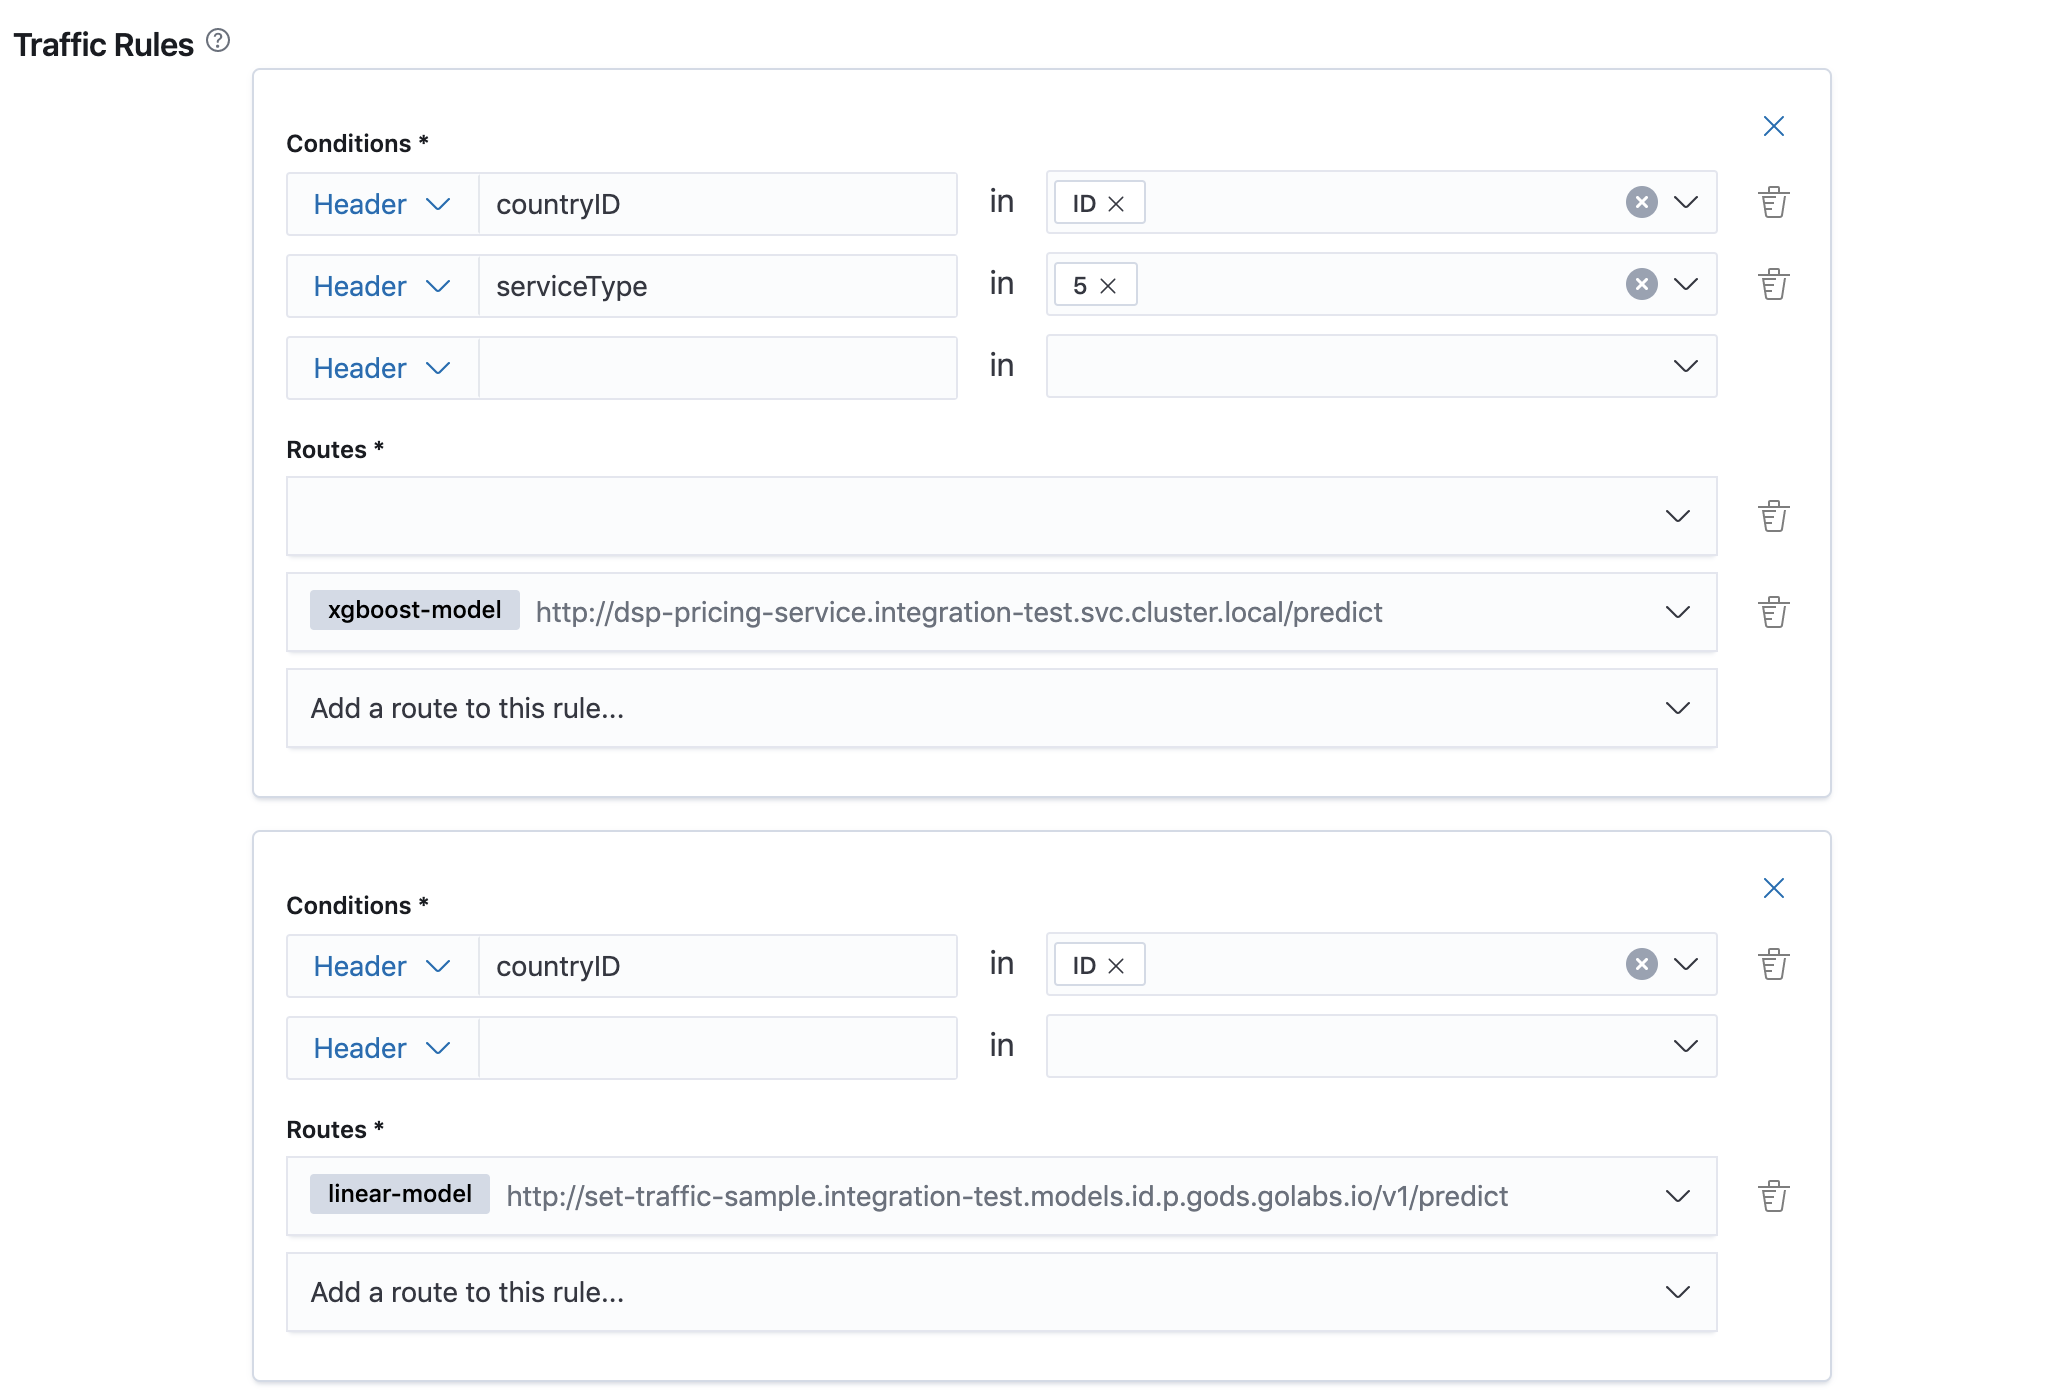 Traffic Rules
Conditions *
Header countryID in ID
Header serviceType in 5
Header in
Routes *
xgboost-model http://dsp-pricing-service.integration-test.svc.cluster.local/predict
Add a route to this rule...
Conditions *
Header countryID in ID
Header in
Routes *
linear-model http://set-traffic-sample.integration-test.models.id.p.gods.golabs.io/v1/predict
Add a route to this rule...